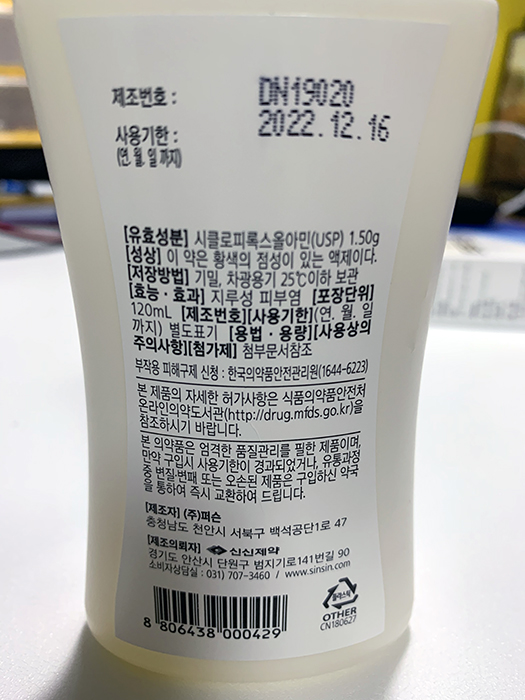 제조번호 : DN19020
사용기한 : 2022.12.16
(연. 월. 일 까지)
[유효성분] 시클로피록스올아민(USP) 1.50g
[성상] 이 약은 황색의 점성이 있는 액제이다.
[저장방법] 기밀, 차광용기 25℃이하 보관
[효능·효과] 지루성 피부염 [포장단위]
120mL [제조번호][사용기한](연. 월. 일
까지) 별도표기 [용법·용량][사용상의
주의사항][첨가제] 첨부문서참조
부작용 피해구제 신청 : 한국의약품안전관리원(1644-6223)
본 제품의 자세한 허가사항은 식품의약품안전처
온라인의약도서관(http://drug.mfds.go.kr)을
참조하시기 바랍니다.
본 의약품은 엄격한 품질관리를 필한 제품이며,
만약 구입시 사용기한이 경과되었거나, 유통과정
중 변질·변패 또는 오손된 제품은 구입하신 약국
을 통하여 즉시 교환하여 드립니다.
[제조자] (주)퍼슨
충청남도 천안시 서북구 백석공단1로 47
[제조의뢰자] 신신제약
경기도 안산시 단원구 범지기로141번길 90
소비자상담실 : 031) 707-3460 / www.sinsin.com
8 806438 000429
플라스틱
OTHER
CN180627